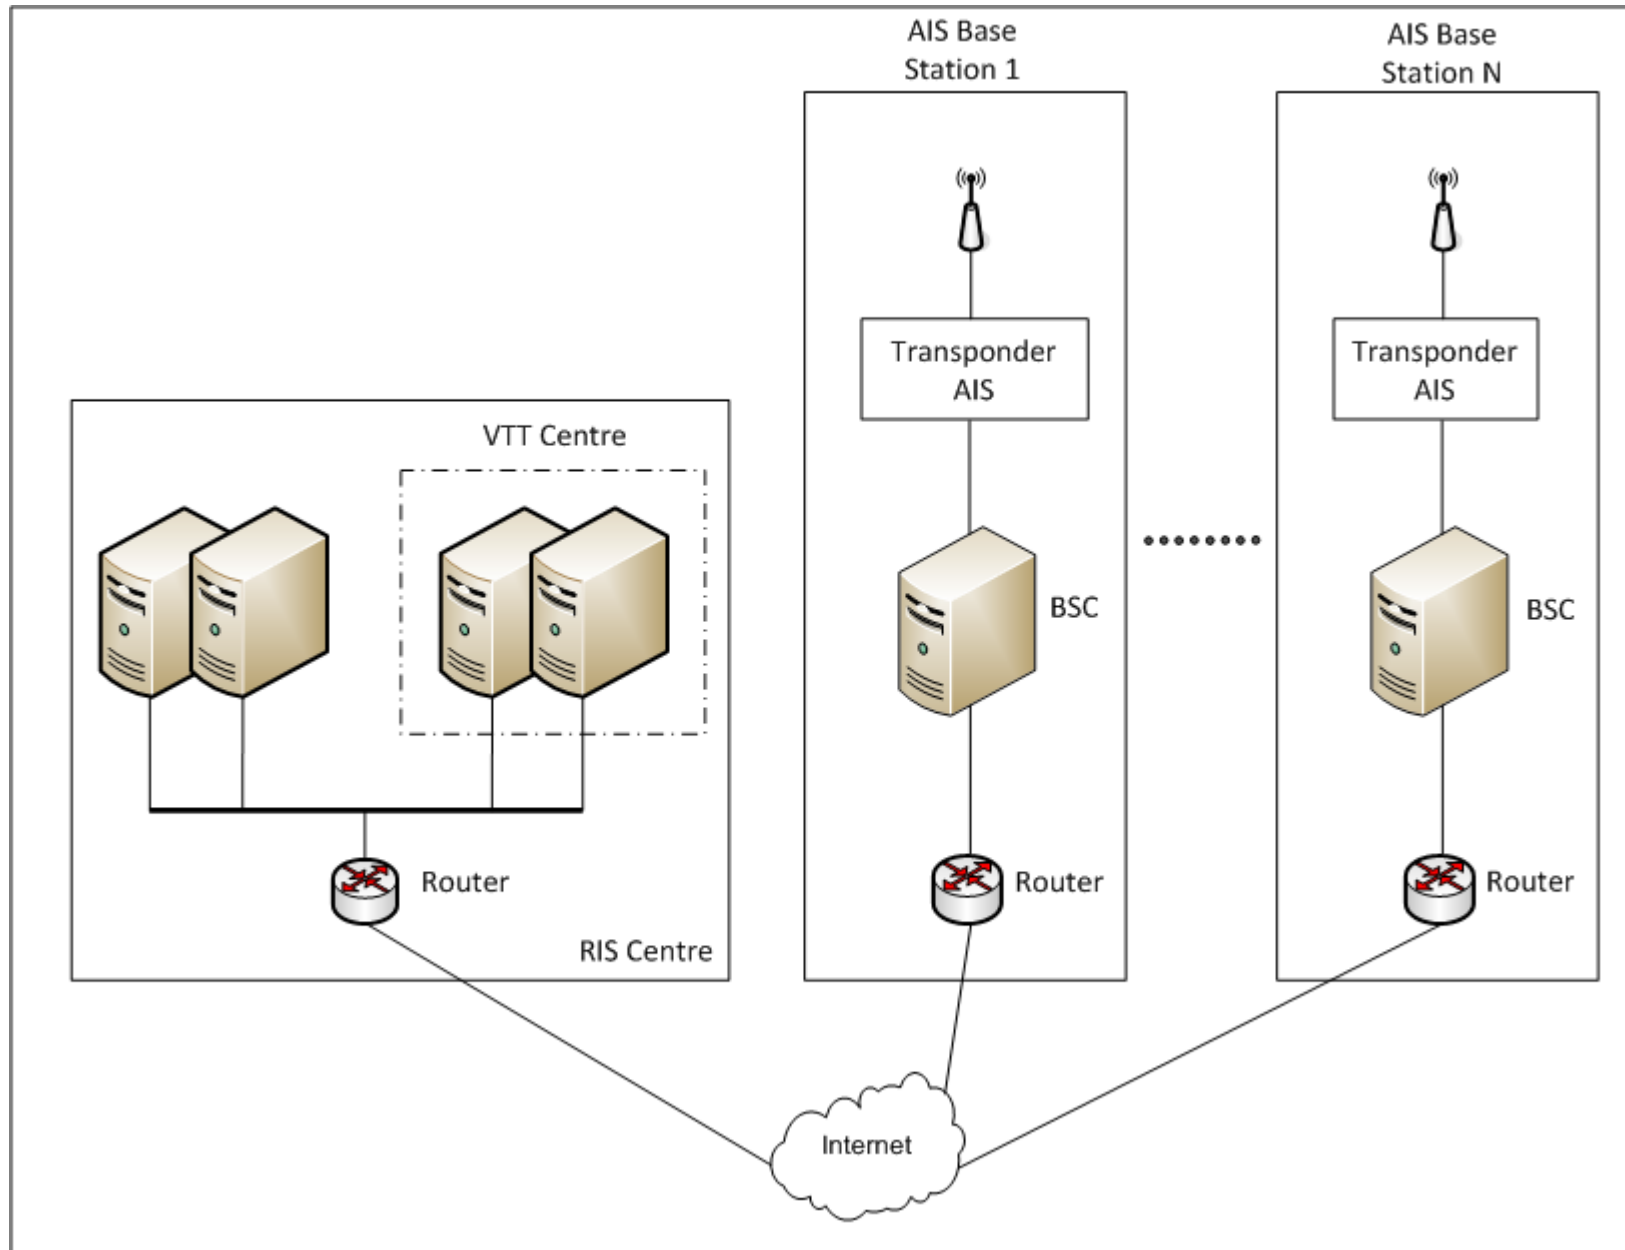 AIS Base
Station 1
AIS Base
Station N
Transponder
AIS
Transponder
AIS
VTT Centre
BSC
BSC
Router
Router
Router
RIS Centre
Internet